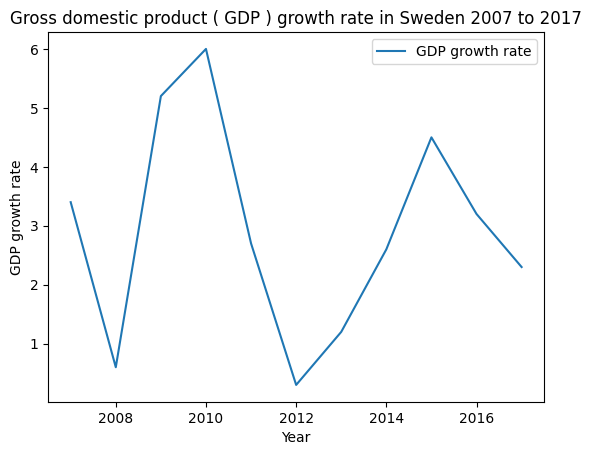 Gross domestic product ( GDP ) growth rate in Sweden 2007 to 2017
GDP growth rate
6
5
4
3
2
1
GDP growth rate
2008 2010 2012 2014 2016
Year